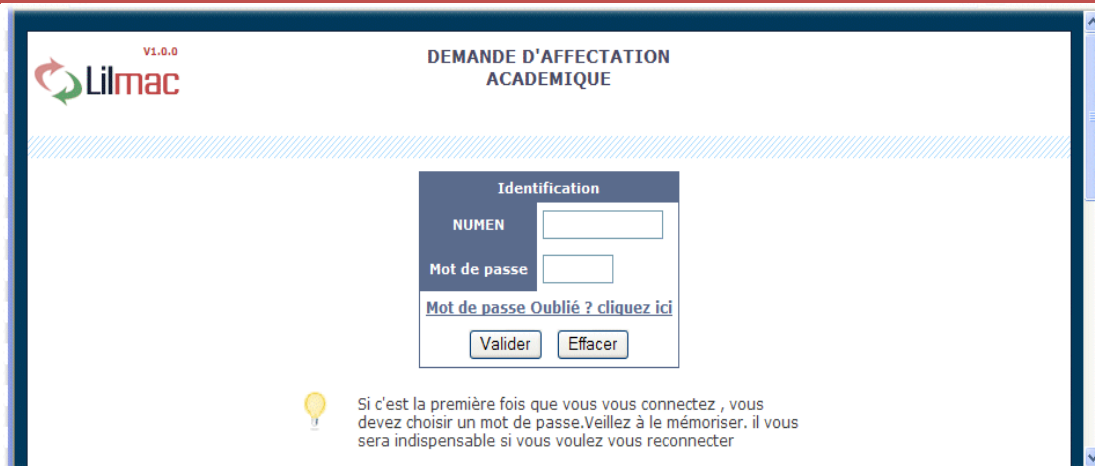 V1.0.0
Lilmac
DEMANDE D'AFFECTATION
ACADEMIQUE
Identification
NUMEN
Mot de passe
Mot de passe Oublié ? cliquez ici
Valider Effacer
Si c'est la première fois que vous vous connectez , vous
devez choisir un mot de passe.Veillez à le mémoriser. il vous
sera indispensable si vous voulez vous reconnecter